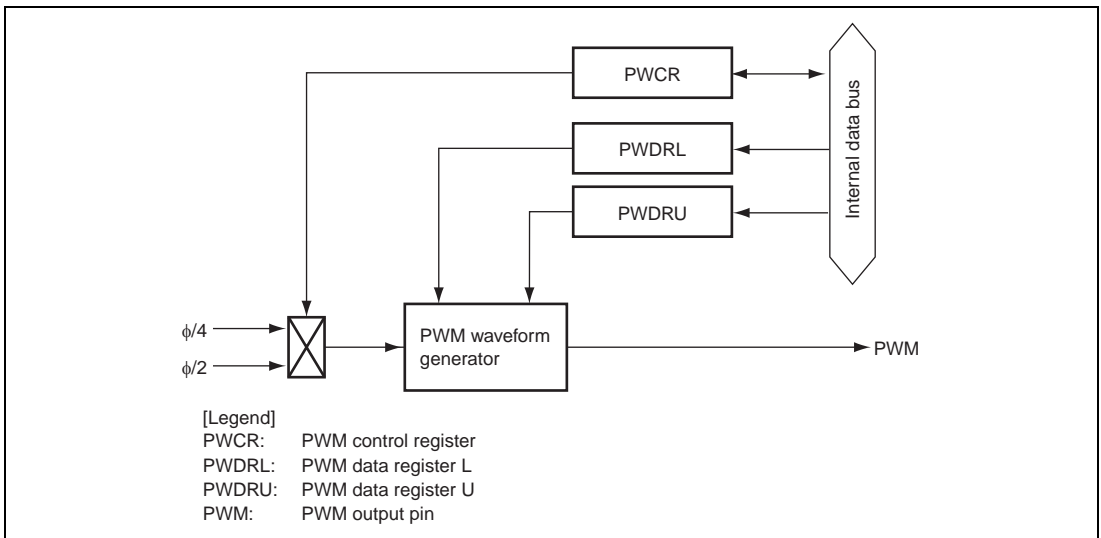 PWCR
PWDRL
PWDRU
Internal data bus
ϕ/4
ϕ/2
PWM waveform
generator
PWM
[Legend]
PWCR: PWM control register
PWDRL: PWM data register L
PWDRU: PWM data register U
PWM: PWM output pin